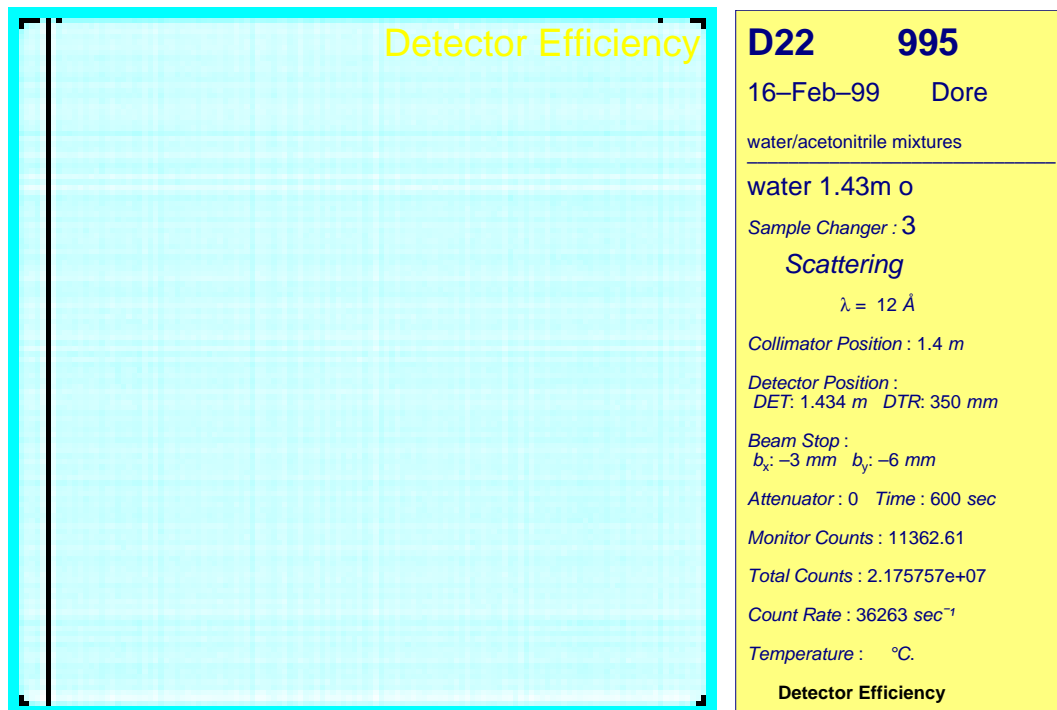 Detector Efficiency
D22 995
16–Feb–99 Dore
water/acetonitrile mixtures
water 1.43m o
Sample Changer : 3
Scattering
λ = 12 Å
Collimator Position : 1.4 m
Detector Position :
DET: 1.434 m DTR: 350 mm
Beam Stop :
bx: –3 mm by: –6 mm
Attenuator : 0 Time : 600 sec
Monitor Counts : 11362.61
Total Counts : 2.175757e+07
Count Rate : 36263 sec⁻¹
Temperature : °C.
Detector Efficiency